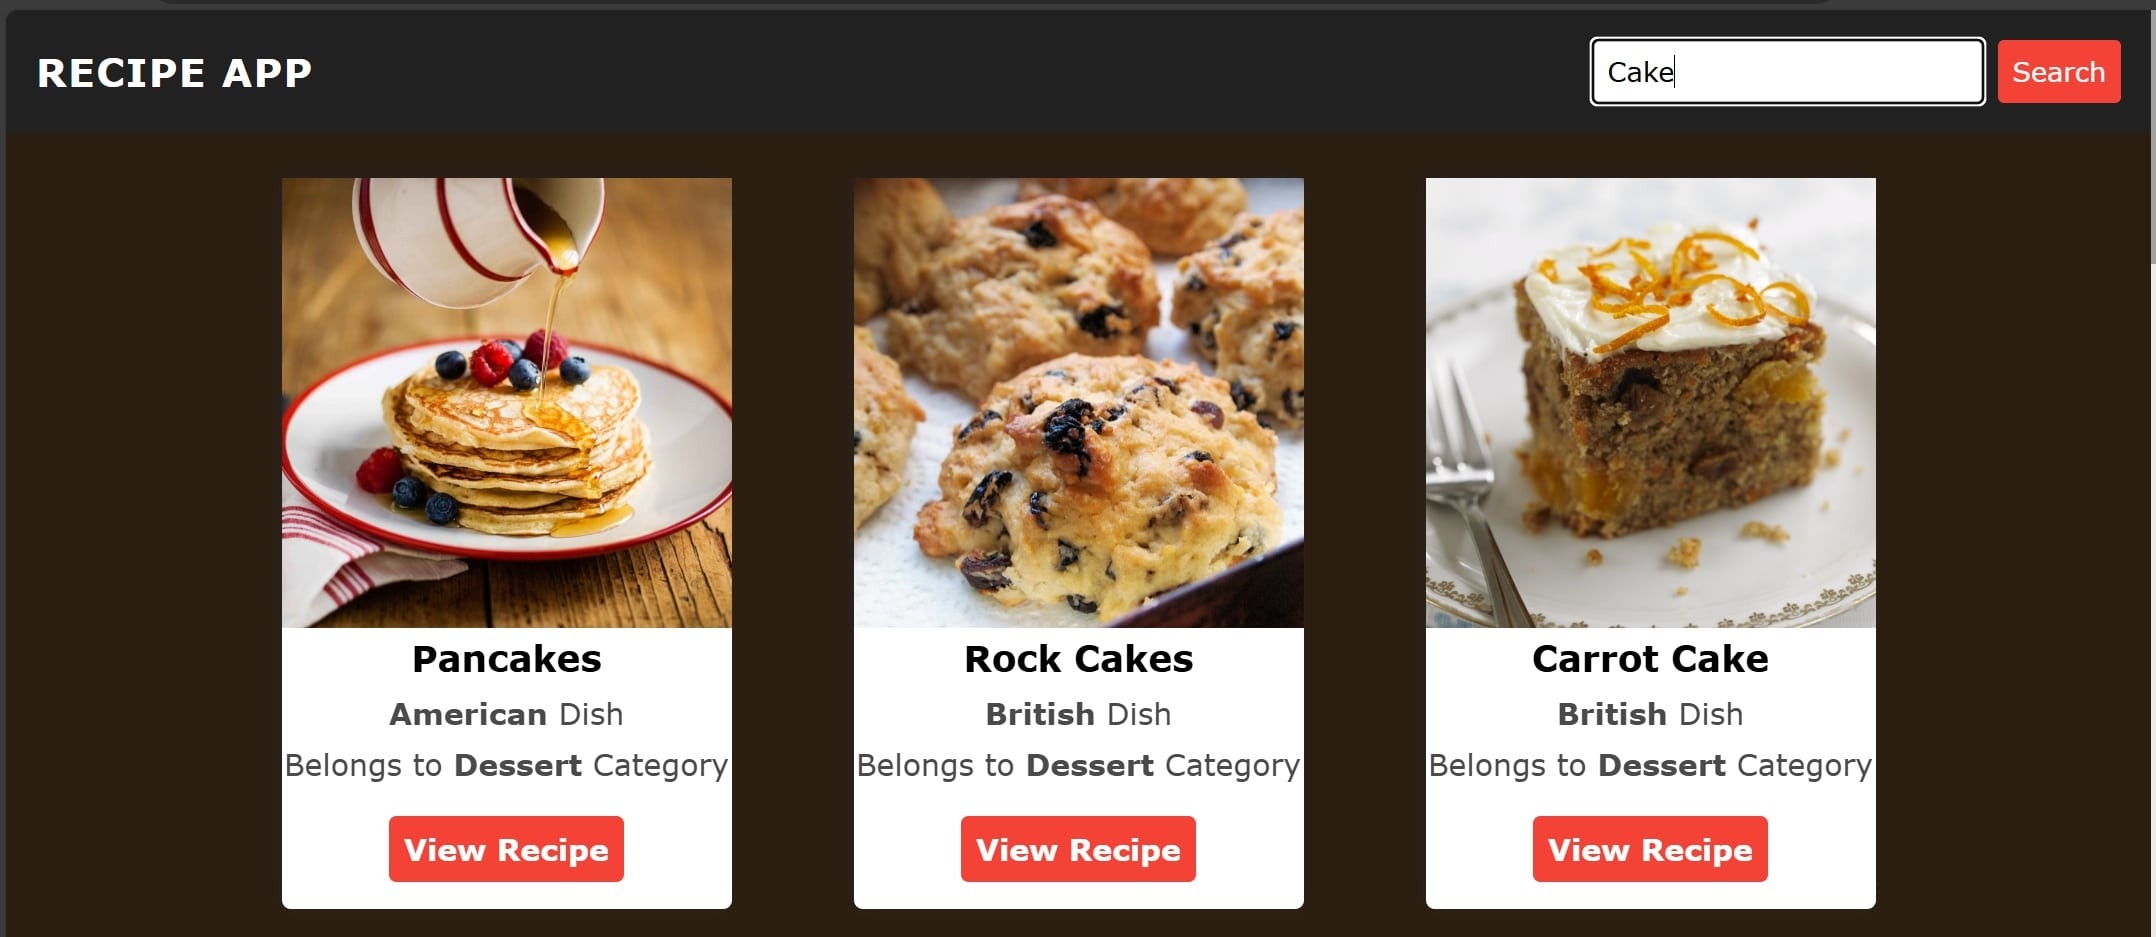 RECIPE APP
Cake
Search
Pancakes
American Dish
Belongs to Dessert Category
View Recipe
Rock Cakes
British Dish
Belongs to Dessert Category
View Recipe
Carrot Cake
British Dish
Belongs to Dessert Category
View Recipe